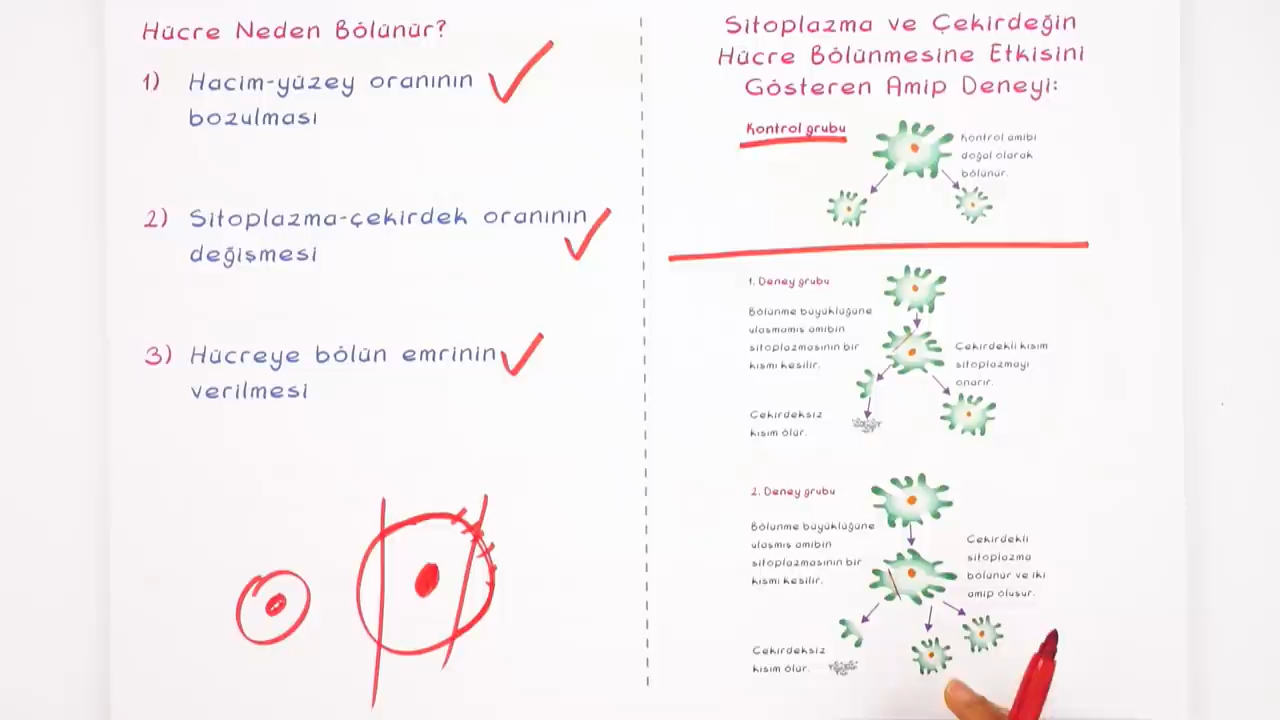 Hücre Neden Bölünür?
1) Hacim-yüzey oranının
bozulması
2) Sitoplazma-çekirdek oranının
değişmesi
3) Hücreye bölün emrinin
verilmesi
Sitoplazma ve Çekirdeğin
Hücre Bölünmesine Etkisini
Gösteren Amip Deneyi:
Kontrol grubu
Kontrol amibi
doğal olarak
bölünür.
1. Deney grubu
Bölünme büyüklüğüne
ulaşmamış amibin
sitoplazmasının bir
kısmı kesilir.
Çekirdekli kısım
sitoplazmayı
onarır.
Çekirdeksiz
kısım ölür.
2. Deney grubu
Bölünme büyüklüğüne
ulaşmış amibin
sitoplazmasının bir
kısmı kesilir.
Çekirdekli
sitoplazma
bölünür ve iki
amip oluşur.
Çekirdeksiz
kısım ölür.